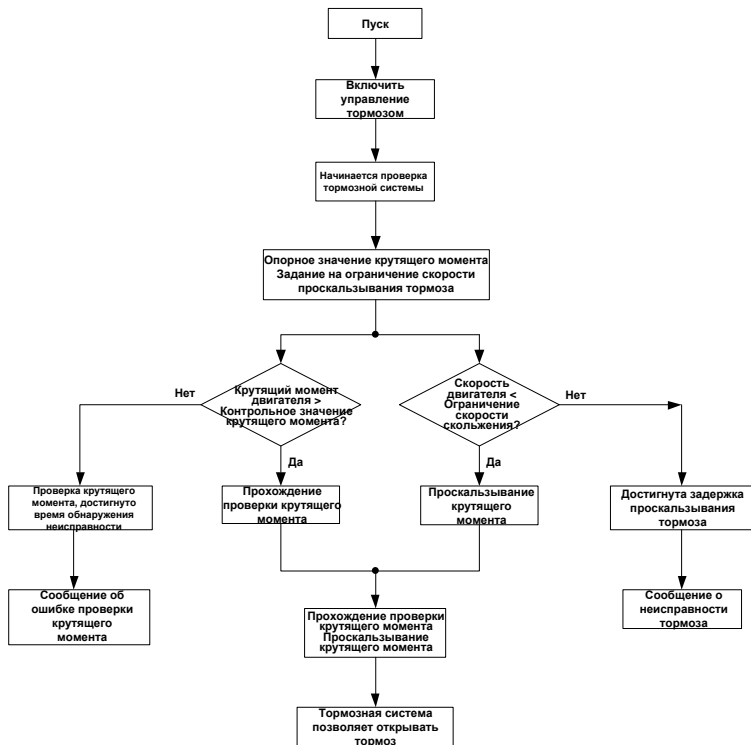 Пуск
Включить
управление
тормозом
Начинается проверка
тормозной системы
Опорное значение крутящего момента
Задание на ограничение скорости
проскальзывания тормоза
Нет
Крутящий момент
двигателя >
Контрольное значение
крутящего момента?
Скорость
двигателя <
Ограничение
скорости
скольжения?
Нет
Да
Да
Проверка крутящего
момента, достигнуто
время обнаружения
неисправности
Прохождение
проверки крутящего
момента
Проскальзывание
крутящего
момента
Достигнута задержка
проскальзывания
тормоза
Сообщение об
ошибке проверки
крутящего
момента
Прохождение проверки
крутящего момента
Проскальзывание
крутящего момента
Сообщение о
неисправности
тормоза
Тормозная система
позволяет открывать
тормоз